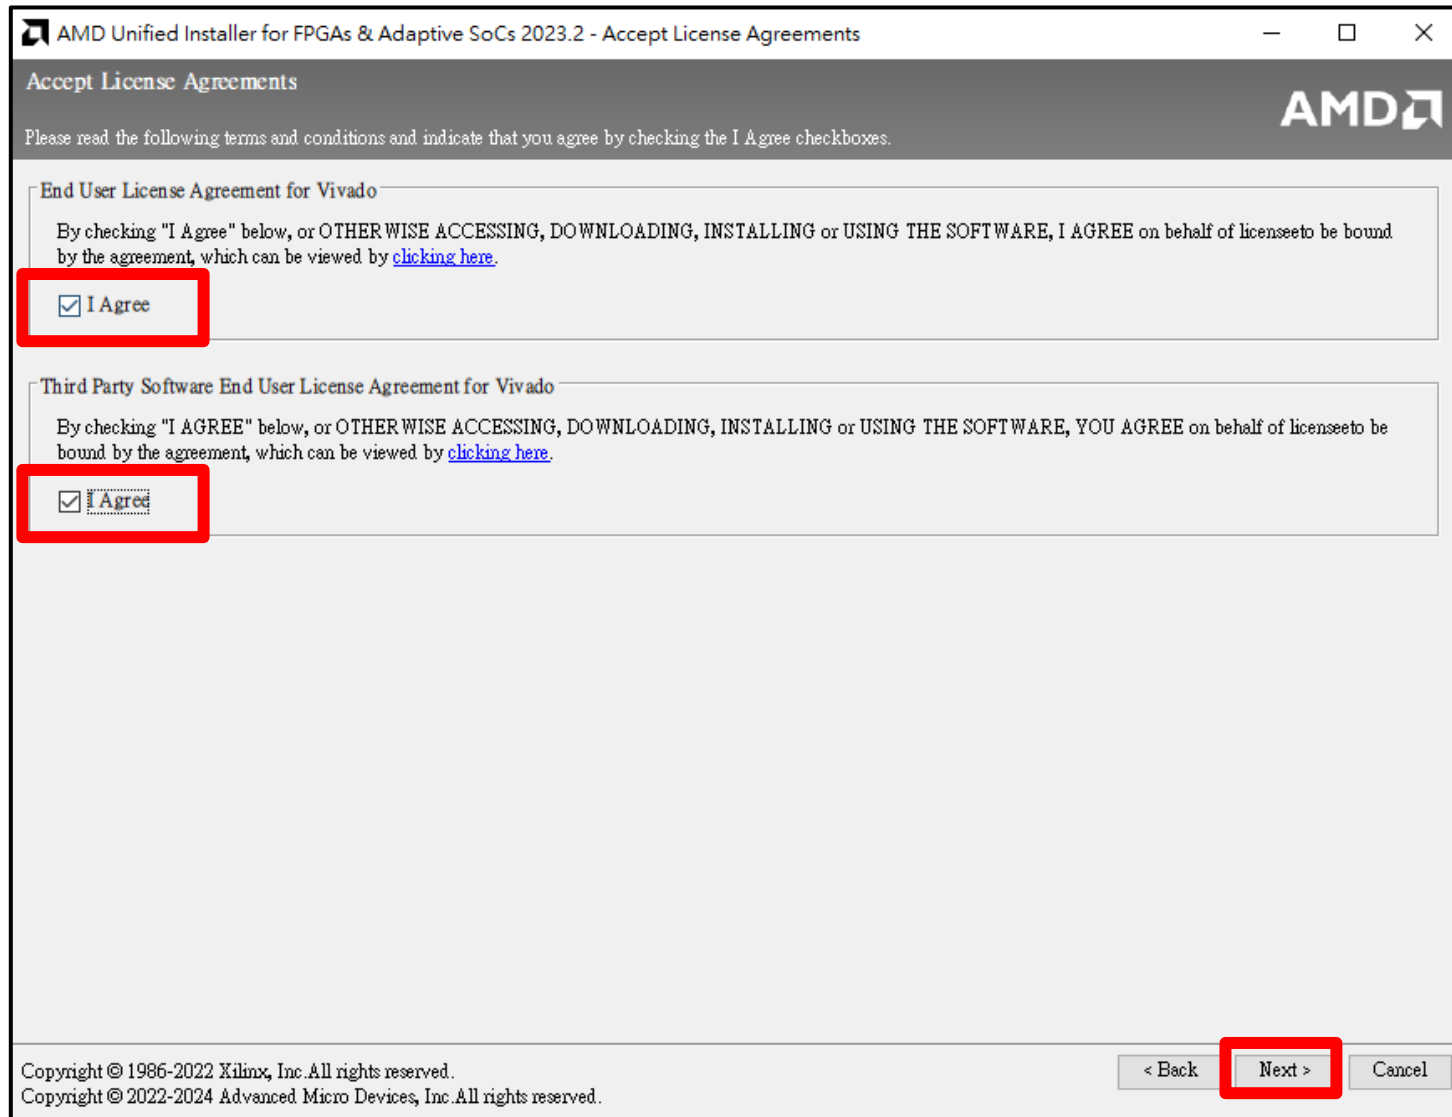 AMD Unified Installer for FPGAs & Adaptive SoCs 2023.2 - Accept License Agreements
Accept License Agreements
AMD
Please read the following terms and conditions and indicate that you agree by checking the I Agree checkboxes.
End User License Agreement for Vivado
By checking "I Agree" below, or OTHERWISE ACCESSING, DOWNLOADING, INSTALLING or USING THE SOFTWARE, I AGREE on behalf of licenseeto be bound
by the agreement, which can be viewed by clicking here.
I Agree
Third Party Software End User License Agreement for Vivado
By checking "I AGREE" below, or OTHERWISE ACCESSING, DOWNLOADING, INSTALLING or USING THE SOFTWARE, YOU AGREE on behalf of licenseeto be
bound by the agreement, which can be viewed by clicking here.
I Agree
Copyright © 1986-2022 Xilinx, Inc.All rights reserved.
Copyright © 2022-2024 Advanced Micro Devices, Inc.All rights reserved.
< Back Next > Cancel